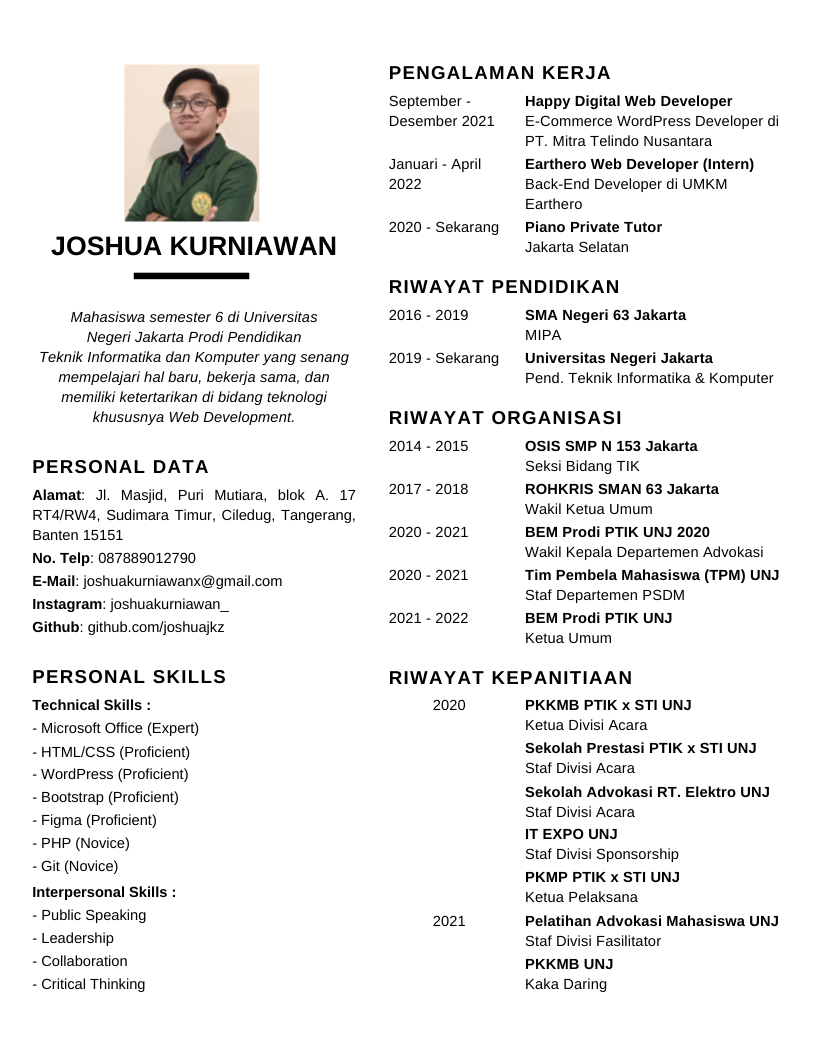 JOSHUA KURNIAWAN
Mahasiswa semester 6 di Universitas
Negeri Jakarta Prodi Pendidikan
Teknik Informatika dan Komputer yang senang
mempelajari hal baru, bekerja sama, dan
memiliki ketertarikan di bidang teknologi
khususnya Web Development.
PERSONAL DATA
Alamat: Jl. Masjid, Puri Mutiara, blok A. 17
RT4/RW4, Sudimara Timur, Ciledug, Tangerang,
Banten 15151
No. Telp: 087889012790
E-Mail: joshuakurniawanx@gmail.com
Instagram: joshuakurniawan_
Github: github.com/joshuajkz
PERSONAL SKILLS
Technical Skills :
- Microsoft Office (Expert)
- HTML/CSS (Proficient)
- WordPress (Proficient)
- Bootstrap (Proficient)
- Figma (Proficient)
- PHP (Novice)
- Git (Novice)
Interpersonal Skills :
- Public Speaking
- Leadership
- Collaboration
- Critical Thinking
PENGALAMAN KERJA
September - Happy Digital Web Developer
Desember 2021 E-Commerce WordPress Developer di
PT. Mitra Telindo Nusantara
Januari - April Earthero Web Developer (Intern)
2022 Back-End Developer di UMKM
Earthero
2020 - Sekarang Piano Private Tutor
Jakarta Selatan
RIWAYAT PENDIDIKAN
2016 - 2019 SMA Negeri 63 Jakarta
MIPA
2019 - Sekarang Universitas Negeri Jakarta
Pend. Teknik Informatika & Komputer
RIWAYAT ORGANISASI
2014 - 2015 OSIS SMP N 153 Jakarta
Seksi Bidang TIK
2017 - 2018 ROHKRIS SMAN 63 Jakarta
Wakil Ketua Umum
2020 - 2021 BEM Prodi PTIK UNJ 2020
Wakil Kepala Departemen Advokasi
2020 - 2021 Tim Pembela Mahasiswa (TPM) UNJ
Staf Departemen PSDM
2021 - 2022 BEM Prodi PTIK UNJ
Ketua Umum
RIWAYAT KEPANITIAAN
2020 PKKMB PTIK x STI UNJ
Ketua Divisi Acara
Sekolah Prestasi PTIK x STI UNJ
Staf Divisi Acara
Sekolah Advokasi RT. Elektro UNJ
Staf Divisi Acara
IT EXPO UNJ
Staf Divisi Sponsorship
PKMP PTIK x STI UNJ
Ketua Pelaksana
2021 Pelatihan Advokasi Mahasiswa UNJ
Staf Divisi Fasilitator
PKKMB UNJ
Kaka Daring